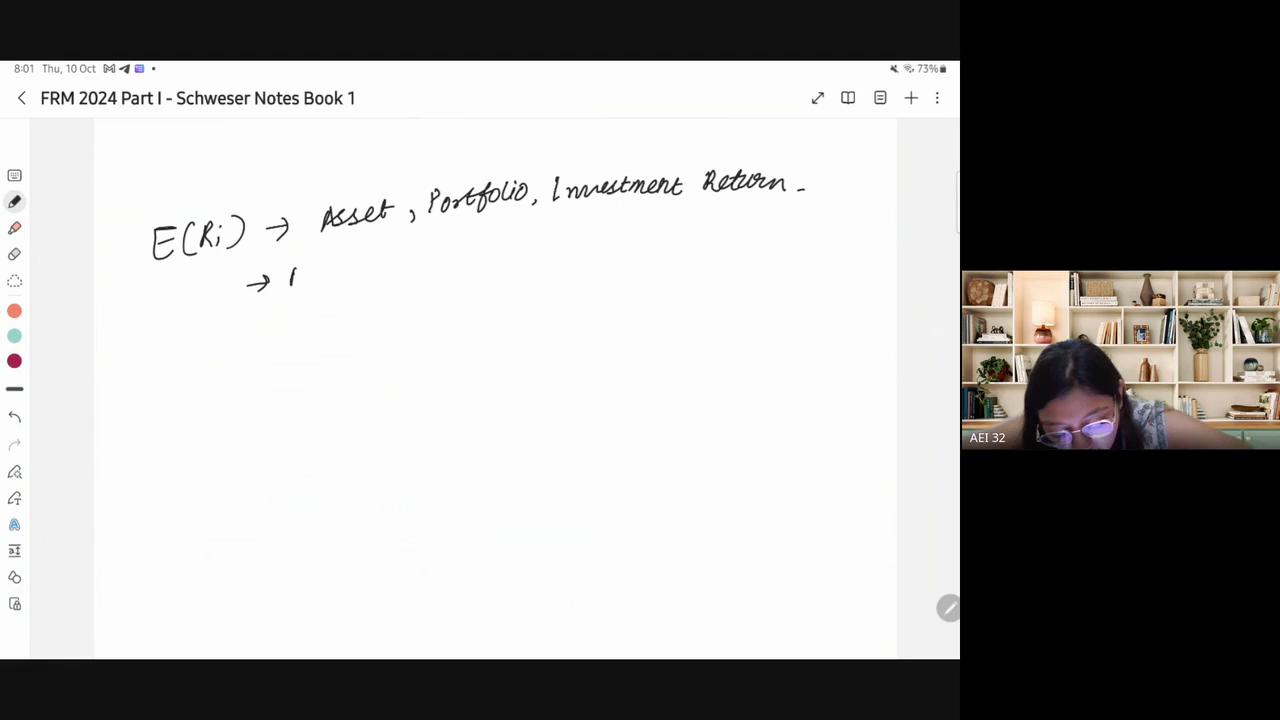 8:01 Thu, 10 Oct
73%
FRM 2024 Part I - Schweser Notes Book 1
E(Ri) → Asset, Portfolio, Investment Return -
→
AEI 32